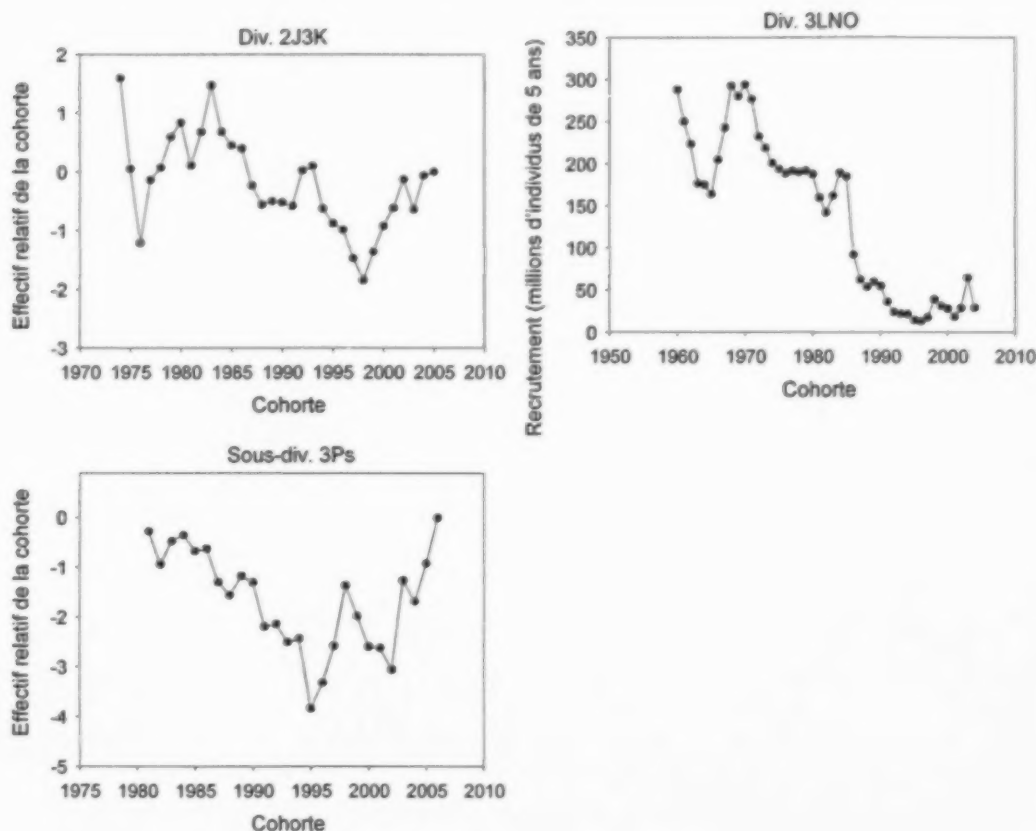 Div. 2J3K
Effectif relatif de la cohorte
2
1
0
-1
-2
-3
1970 1975 1980 1985 1990 1995 2000 2005 2010
Cohorte
Div. 3LNO
Recrutement (millions d'individus de 5 ans)
350
300
250
200
150
100
50
0
1950 1960 1970 1980 1990 2000 2010
Cohorte
Sous-div. 3Ps
Effectif relatif de la cohorte
0
-1
-2
-3
-4
-5
1975 1980 1985 1990 1995 2000 2005 2010
Cohorte